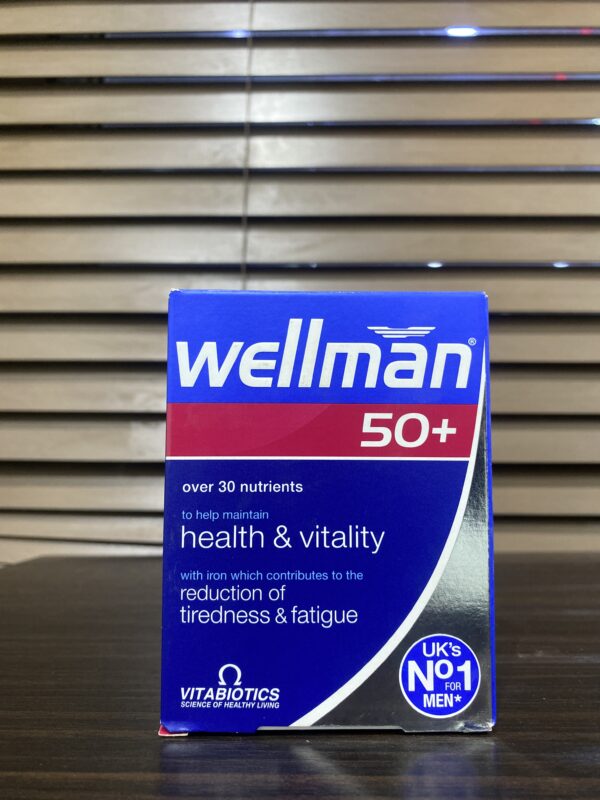 wellman®
50+
over 30 nutrients
to help maintain
health & vitality
with iron which contributes to the
reduction of
tiredness & fatigue
VITABIOTICS
SCIENCE OF HEALTHY LIVING
UK's
Nº1
FOR
MEN*